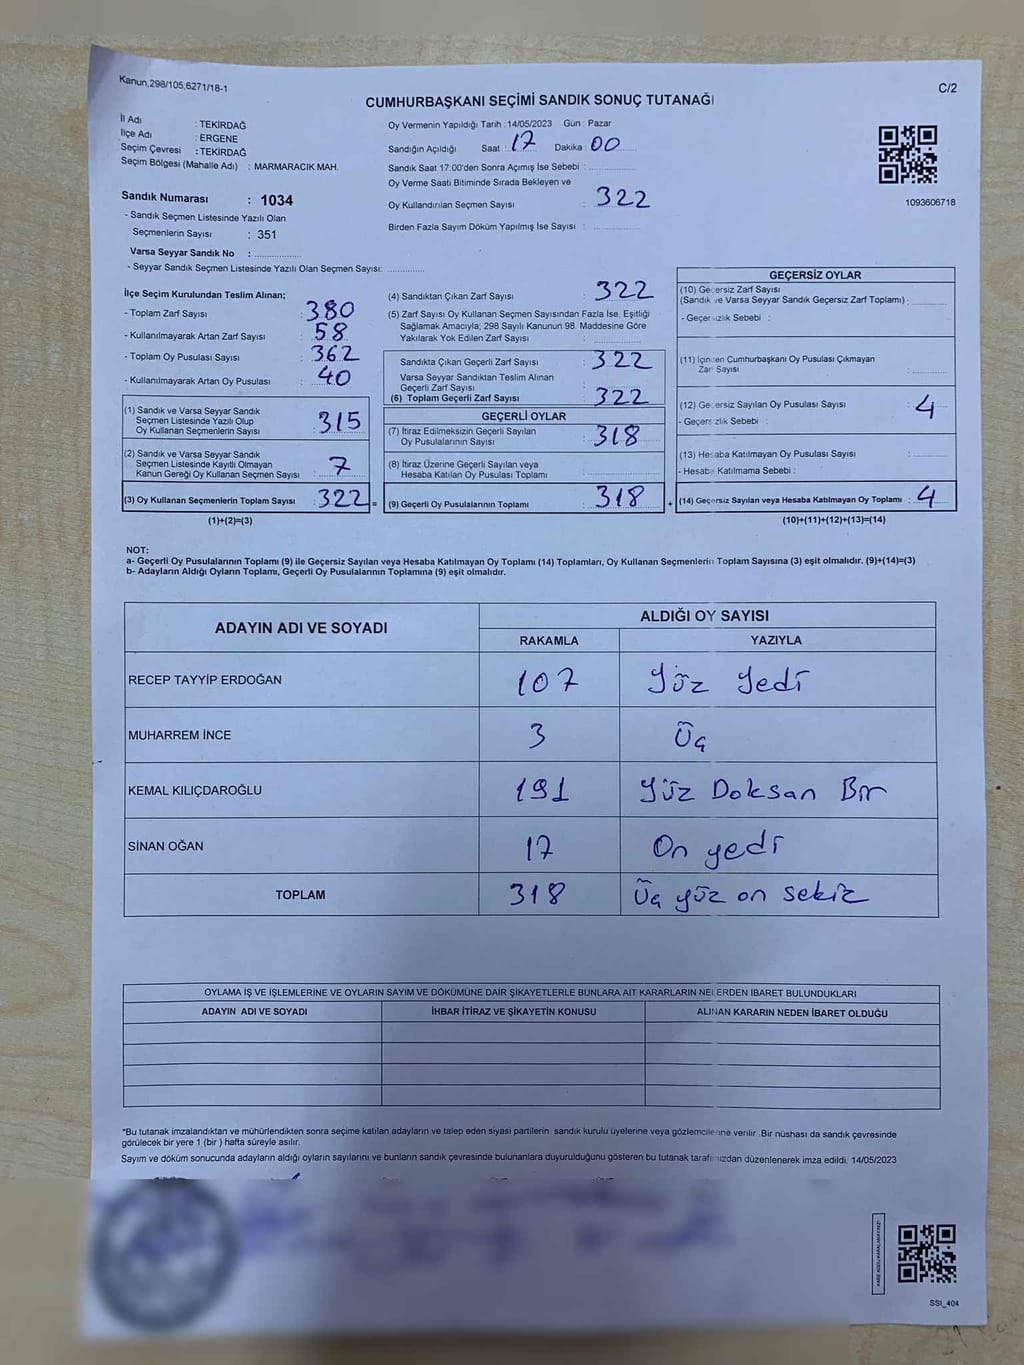 Kanun;298/105;6271/18-1
C/2
CUMHURBAŞKANI SEÇİMİ SANDIK SONUÇ TUTANAĞI
İl Adı : TEKİRDAĞ
İlçe Adı : ERGENE
Seçim Çevresi : TEKİRDAĞ
Seçim Bölgesi (Mahalle Adı) : MARMARACIK MAH.
Sandık Numarası : 1034
- Sandık Seçmen Listesinde Yazılı Olan
Seçmenlerin Sayısı : 351
Varsa Seyyar Sandık No :
- Seyyar Sandık Seçmen Listesinde Yazılı Olan Seçmen Sayısı:
Oy Vermenin Yapıldığı Tarih : 14/05/2023 Gün : Pazar
Sandığın Açıldığı Saat : 17 Dakika : 00
Sandık Saat 17:00'den Sonra Açımış İse Sebebi :
Oy Verme Saati Bitiminde Sırada Bekleyen ve
Oy Kullandırılan Seçmen Sayısı : 322
Birden Fazla Sayım Döküm Yapılmış İse Sayısı :
1093606718
İlçe Seçim Kurulundan Teslim Alınan;
- Toplam Zarf Sayısı : 380
- Kullanılmayarak Artan Zarf Sayısı : 58
- Toplam Oy Pusulası Sayısı : 362
- Kullanılmayarak Artan Oy Pusulası : 40
(1) Sandık ve Varsa Seyyar Sandık
Seçmen Listesinde Yazılı Olup
Oy Kullanan Seçmenlerin Sayısı : 315
(2) Sandık ve Varsa Seyyar Sandık
Seçmen Listesinde Kayıtlı Olmayan
Kanun Gereği Oy Kullanan Seçmen Sayısı : 7
(3) Oy Kullanan Seçmenlerin Toplam Sayısı : 322 =
(1)+(2)=(3)
(4) Sandıktan Çıkan Zarf Sayısı : 322
(5) Zarf Sayısı Oy Kullanan Seçmen Sayısından Fazla İse, Eşitliği
Sağlamak Amacıyla, 298 Sayılı Kanunun 98. Maddesine Göre
Yakılarak Yok Edilen Zarf Sayısı :
Sandıkta Çıkan Geçerli Zarf Sayısı : 322
Varsa Seyyar Sandıktan Teslim Alınan
Geçerli Zarf Sayısı :
(6) Toplam Geçerli Zarf Sayısı : 322
GEÇERLİ OYLAR
(7) İtiraz Edilmeksizin Geçerli Sayılan
Oy Pusulalarının Sayısı : 318
(8) İtiraz Üzerine Geçerli Sayılan veya
Hesaba Katılan Oy Pusulası Toplamı :
(9) Geçerli Oy Pusulalarının Toplamı : 318 +
GEÇERSİZ OYLAR
(10) Geçersiz Zarf Sayısı
(Sandık ve Varsa Seyyar Sandık Geçersiz Zarf Toplamı) :
- Geçersizlik Sebebi :
(11) İçinden Cumhurbaşkanı Oy Pusulası Çıkmayan
Zarf Sayısı :
(12) Geçersiz Sayılan Oy Pusulası Sayısı : 4
- Geçersizlik Sebebi :
(13) Hesaba Katılmayan Oy Pusulası Sayısı :
- Hesaba Katılmama Sebebi :
(14) Geçersiz Sayılan veya Hesaba Katılmayan Oy Toplamı : 4
(10)+(11)+(12)+(13)=(14)
NOT:
a- Geçerli Oy Pusulalarının Toplamı (9) ile Geçersiz Sayılan veya Hesaba Katılmayan Oy Toplamı (14) Toplamları, Oy Kullanan Seçmenlerin Toplam Sayısına (3) eşit olmalıdır. (9)+(14)=(3)
b- Adayların Aldığı Oyların Toplamı, Geçerli Oy Pusulalarının Toplamına (9) eşit olmalıdır.
ADAYIN ADI VE SOYADI
ALDIĞI OY SAYISI
RAKAMLA YAZIYLA
RECEP TAYYİP ERDOĞAN 107 Yüz Yedi
MUHARREM İNCE 3 Üç
KEMAL KILIÇDAROĞLU 191 Yüz Doksan Bir
SİNAN OĞAN 17 On yedi
TOPLAM 318 Üç yüz on sekiz
OYLAMA İŞ VE İŞLEMLERİNE VE OYLARIN SAYIM VE DÖKÜMÜNE DAİR ŞİKAYETLERLE BUNLARA AİT KARARLARIN NELERDEN İBARET BULUNDUKLARI
ADAYIN ADI VE SOYADI İHBAR İTİRAZ VE ŞİKAYETİN KONUSU ALINAN KARARIN NEDEN İBARET OLDUĞU
*Bu tutanak imzalandıktan ve mühürlendikten sonra seçime katılan adayların ve talep eden siyasi partilerin sandık kurulu üyelerine veya gözlemcilerine verilir .Bir nüshası da sandık çevresinde
görülecek bir yere 1 (bir ) hafta süreyle asılır.
Sayım ve döküm sonucunda adayların aldığı oyların sayılarını ve bunların sandık çevresinde bulunanlara duyurulduğunu gösteren bu tutanak tarafımızdan düzenlenerek imza edildi. 14/05/2023
SSI_404